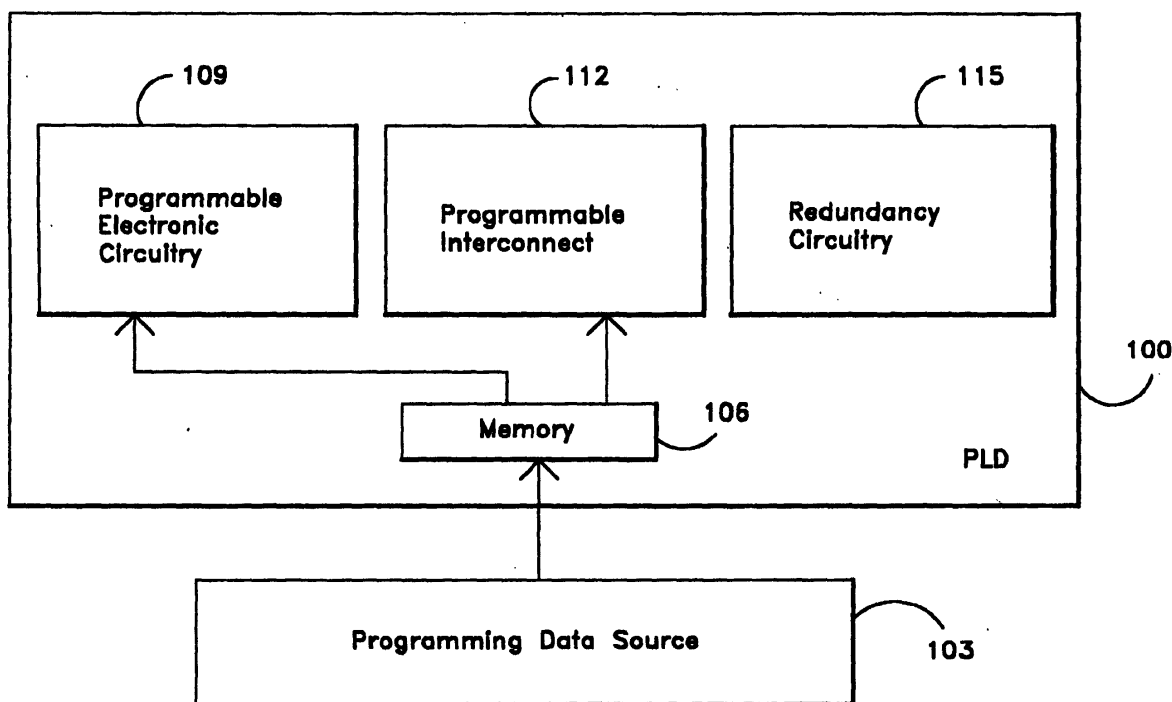 109
112
115
Programmable
Electronic
Circuitry
Programmable
Interconnect
Redundancy
Circuitry
100
106
Memory
PLD
Programming Data Source
103